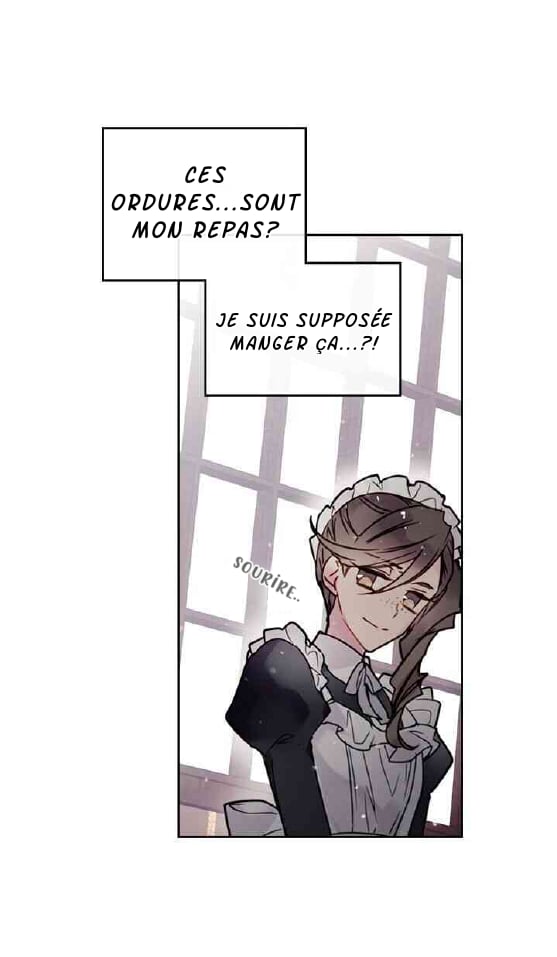 CES
ORDURES...SONT
MON REPAS?
JE SUIS SUPPOSÉE
MANGER ÇA...?!
SOURIRE..